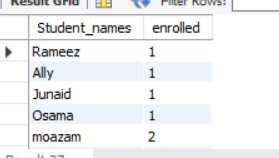 Result Grid Filter Rows:
Student_names enrolled
Rameez 1
Ally 1
Junaid 1
Osama 1
moazam 2